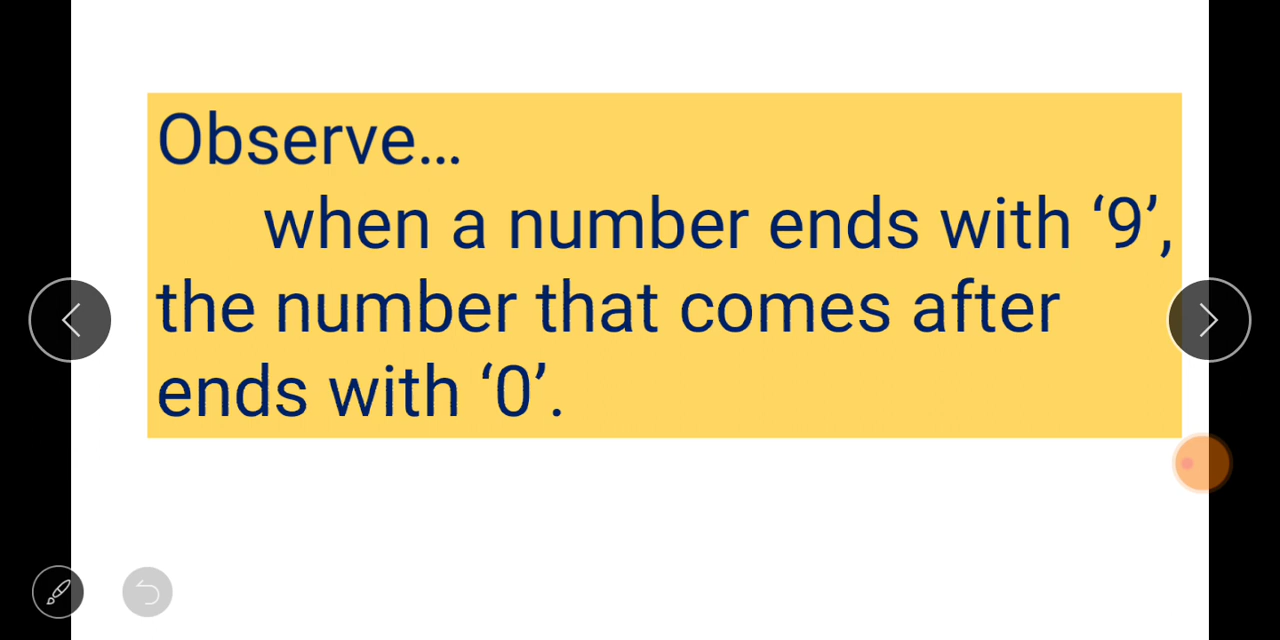 Observe...
when a number ends with ‘9’,
the number that comes after
ends with ‘0’.